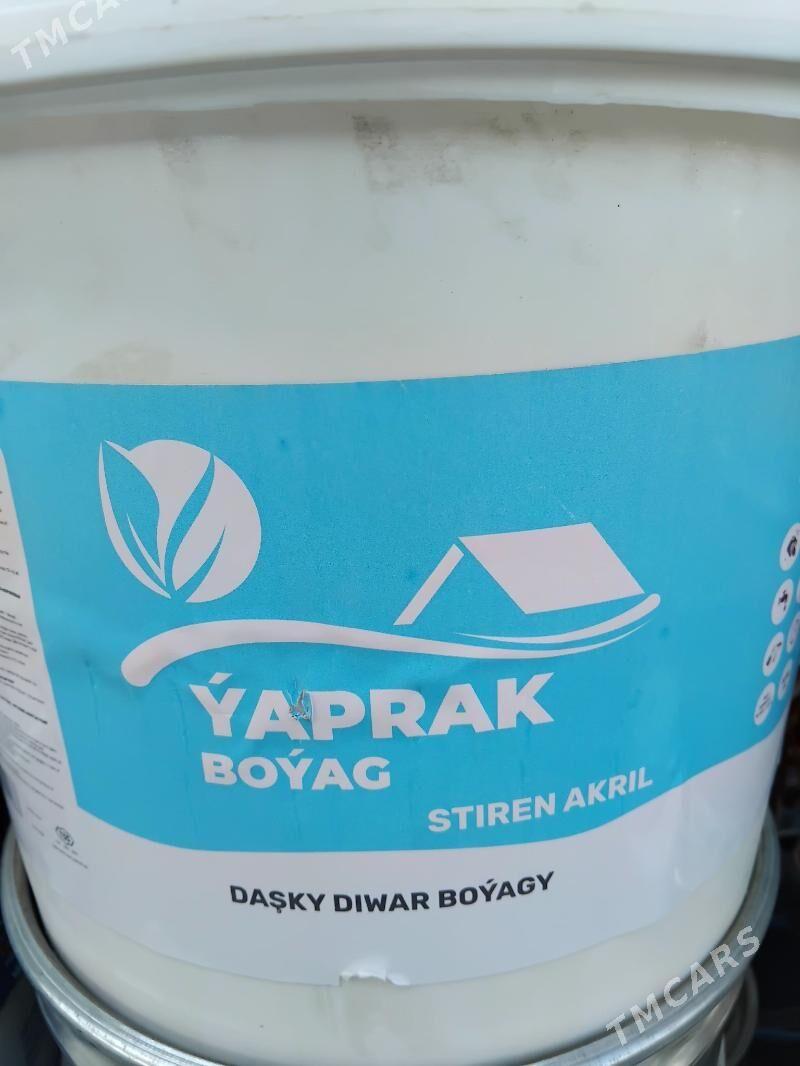 TMCARS
ÝAPRAK
BOÝAG
STIREN AKRIL
DAŞKY DIWAR BOÝAGY
TMCARS